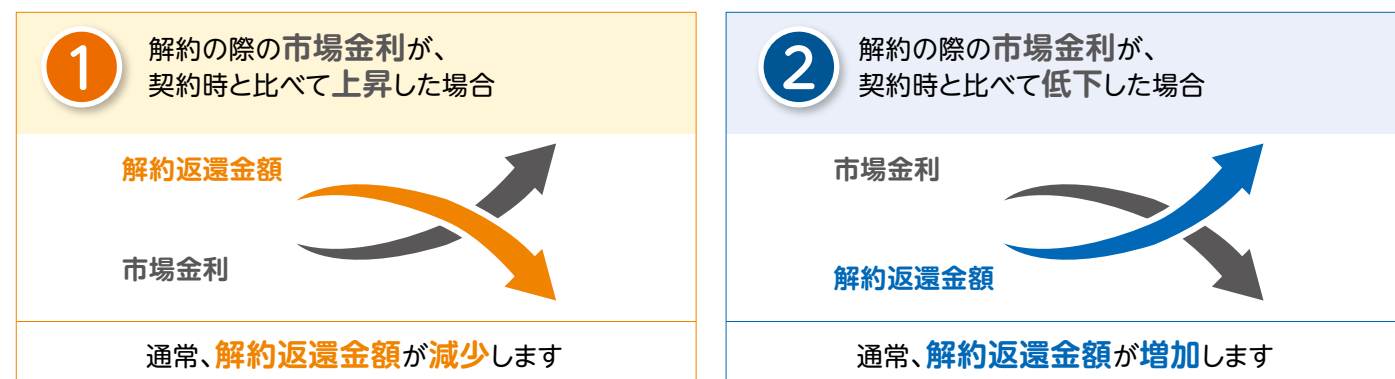 1
解約の際の市場金利が、
契約時と比べて上昇した場合
解約返還金額
市場金利
通常、解約返還金額が減少します
2
解約の際の市場金利が、
契約時と比べて低下した場合
市場金利
解約返還金額
通常、解約返還金額が増加します